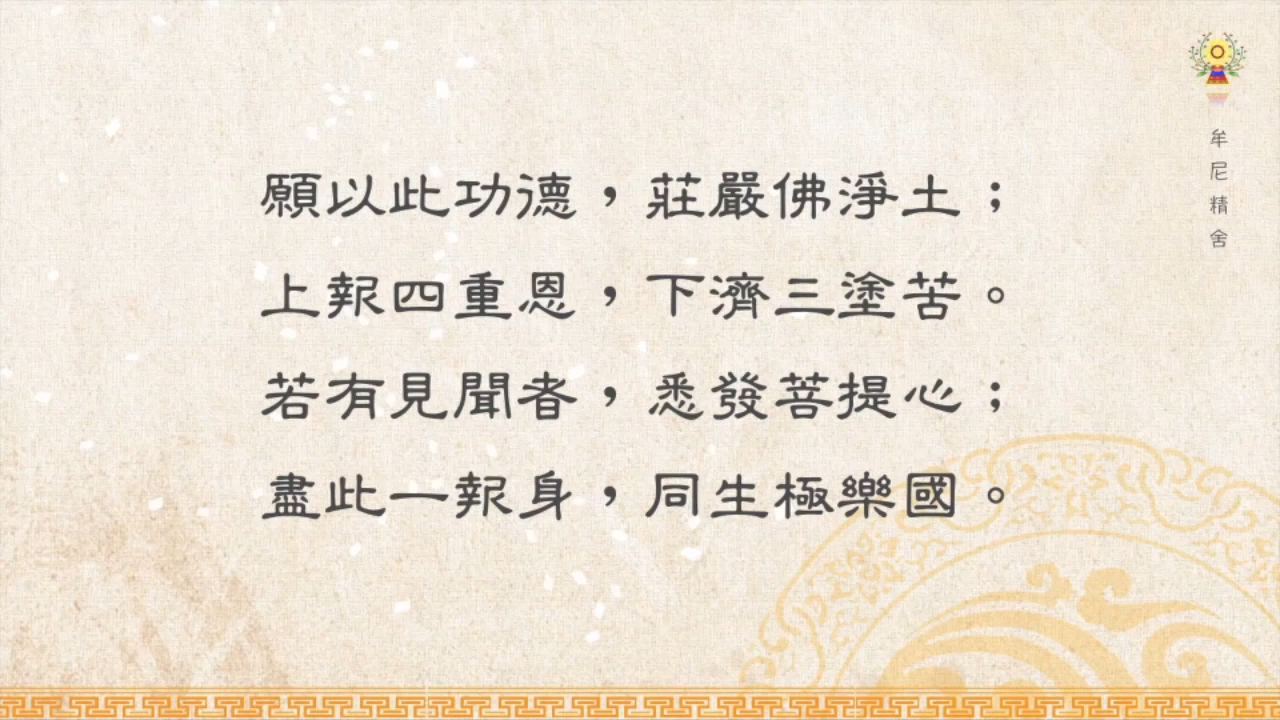 願以此功德，莊嚴佛淨土；
上報四重恩，下濟三塗苦。
若有見聞者，悉發菩提心；
盡此一報身，同生極樂國。
牟尼精舍